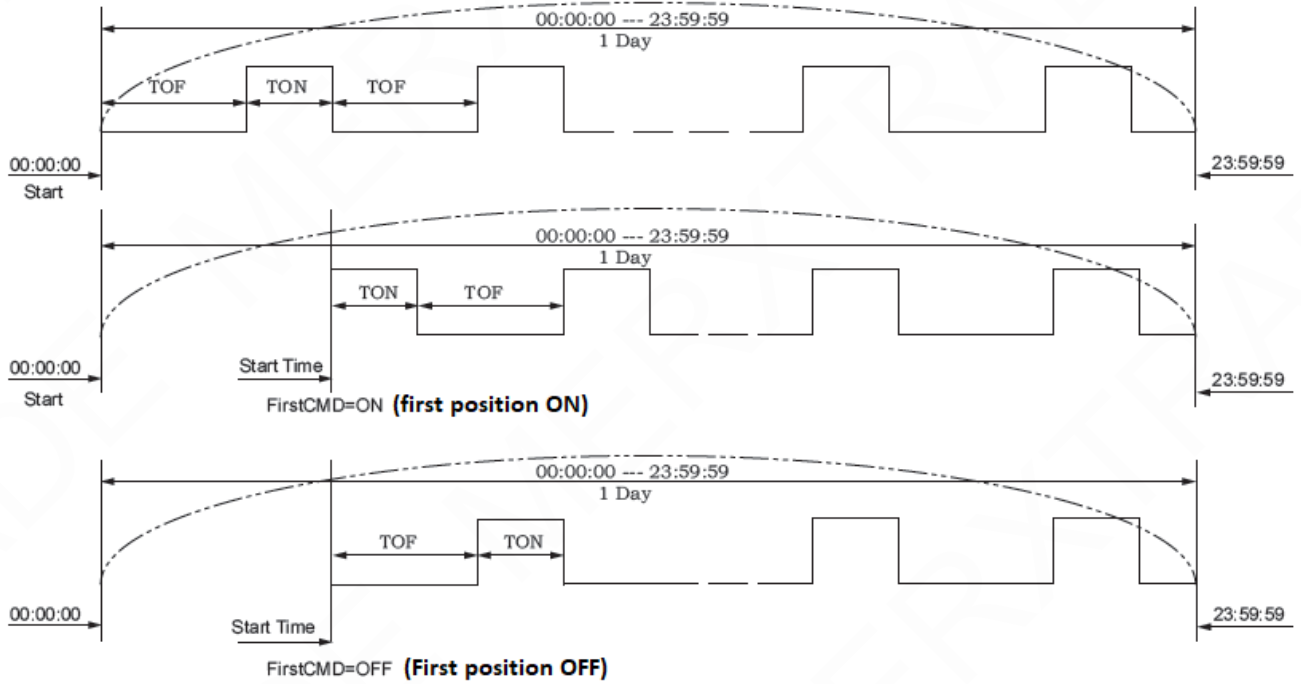 00:00:00 --- 23:59:59
1 Day
TOF TON TOF
00:00:00 23:59:59
Start
00:00:00 --- 23:59:59
1 Day
TON TOF
00:00:00 Start Time 23:59:59
Start
FirstCMD=ON (first position ON)
00:00:00 --- 23:59:59
1 Day
TOF TON
00:00:00 23:59:59
Start Time
FirstCMD=OFF (First position OFF)